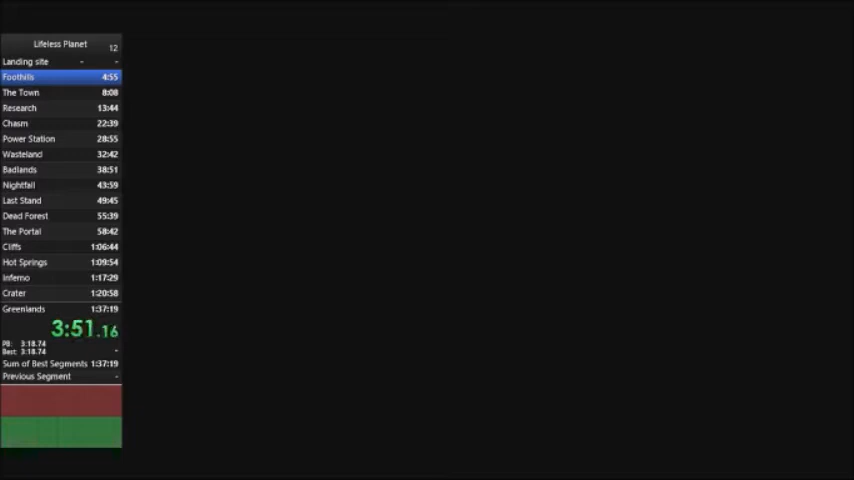 Lifeless Planet 12
Landing site - -
Foothills 4:55
The Town 8:08
Research 13:44
Chasm 22:39
Power Station 28:55
Wasteland 32:42
Badlands 38:51
Nightfall 43:59
Last Stand 49:45
Dead Forest 55:39
The Portal 58:42
Cliffs 1:06:44
Hot Springs 1:09:54
Inferno 1:17:29
Crater 1:20:58
Greenlands 1:37:19
3:51.16
PB: 3:18.74
Best: 3:18.74 -
Sum of Best Segments 1:37:19
Previous Segment -